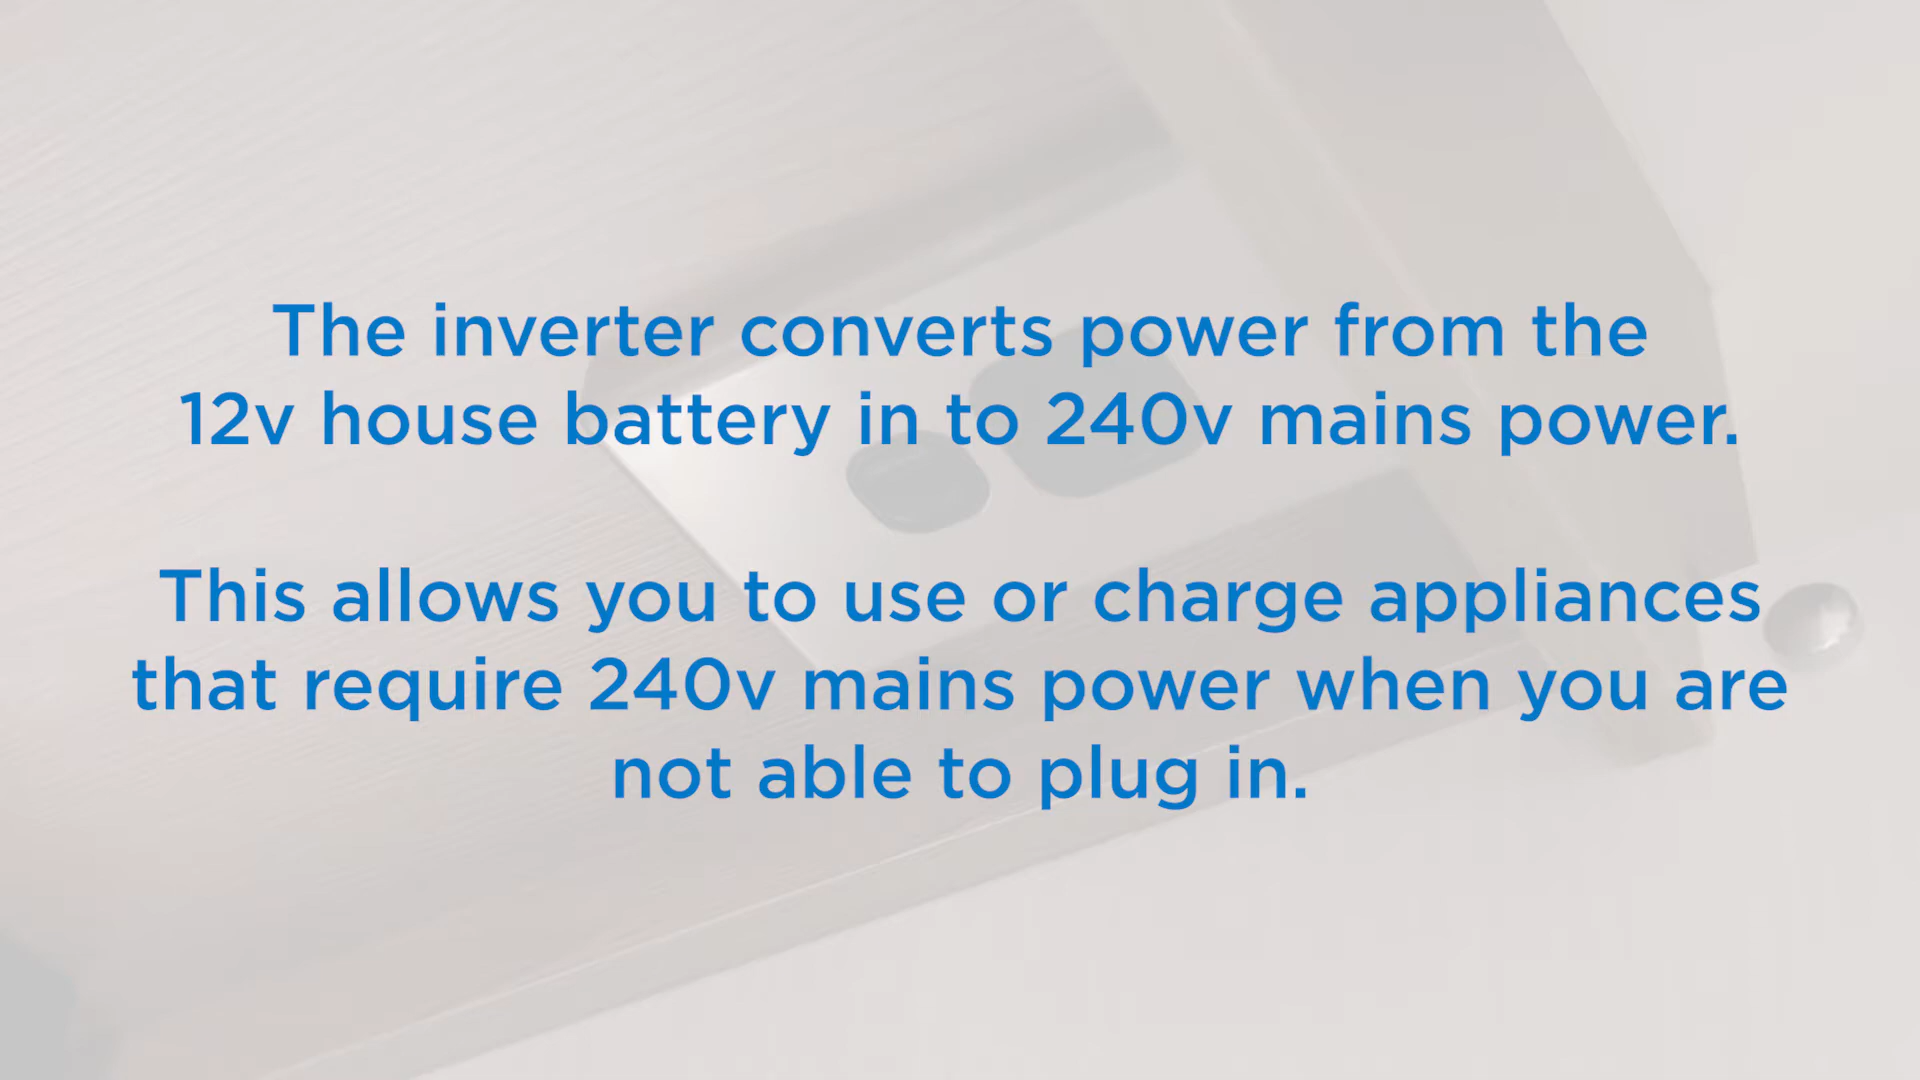 The inverter converts power from the
12v house battery in to 240v mains power.
This allows you to use or charge appliances
that require 240v mains power when you are
not able to plug in.